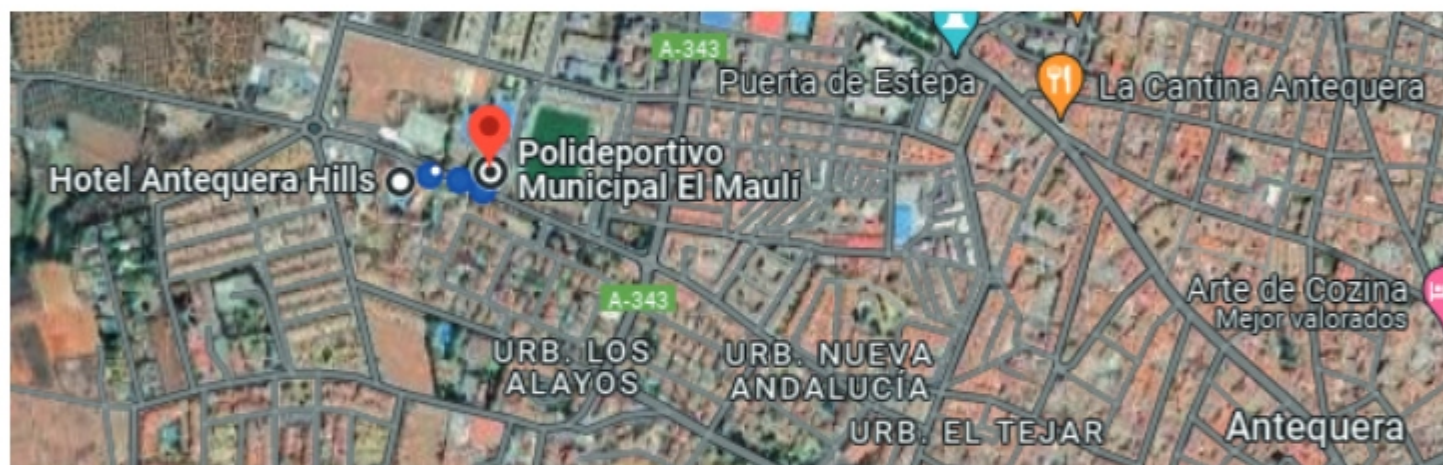 A-343
Puerta de Estepa
La Cantina Antequera
Hotel Antequera Hills
Polideportivo
Municipal El Maulí
A-343
Arte de Cozina
Mejor valorados
URB. LOS
ALAYOS
URB. NUEVA
ANDALUCÍA
URB. EL TEJAR
Antequera